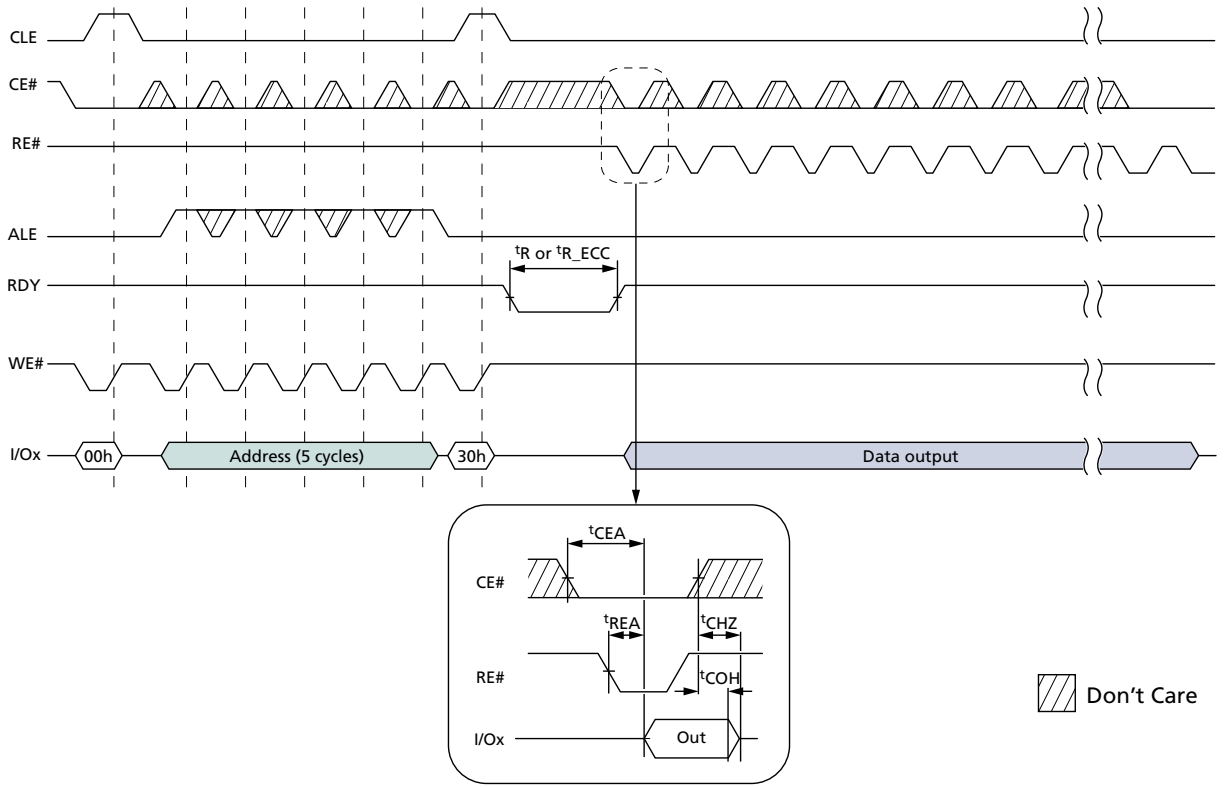 CLE
CE#
RE#
ALE
tR or tR_ECC
RDY
WE#
I/Ox
00h
Address (5 cycles)
30h
Data output
tCEA
CE#
tREA
tCHZ
RE#
tCOH
I/Ox
Out
Don't Care